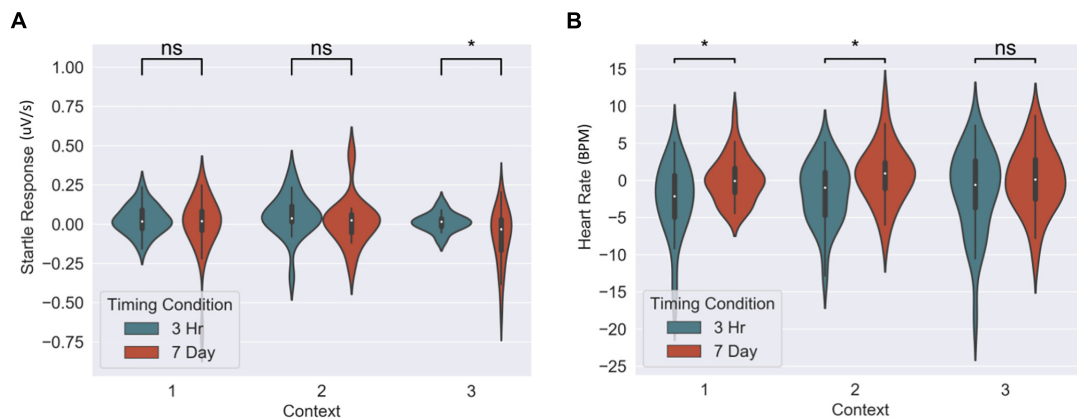 A
B
ns
ns
*
1.00
0.75
0.50
0.25
0.00
−0.25
−0.50
−0.75
Startle Response (uV/s)
Timing Condition
3 Hr
7 Day
1
2
3
Context
*
*
ns
15
10
5
0
−5
−10
−15
−20
−25
Heart Rate (BPM)
Timing Condition
3 Hr
7 Day
1
2
3
Context